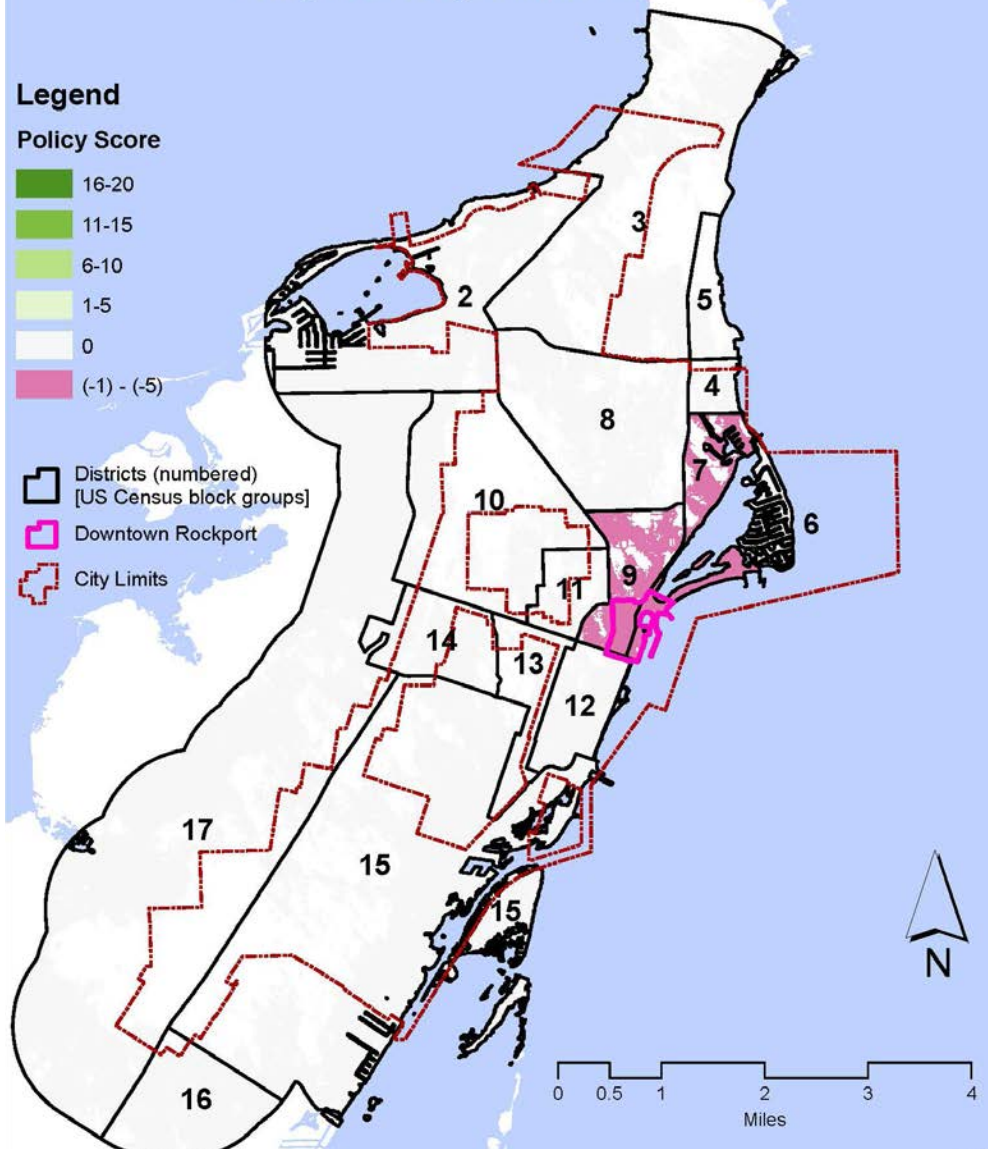 Legend
Policy Score
16-20
11-15
6-10
1-5
0
(-1) - (-5)
Districts (numbered)
[US Census block groups]
Downtown Rockport
City Limits
3
2
5
4
8
7
6
10
9
11
14
13
12
17
15
15
16
N
0 0.5 1 2 3 4
Miles